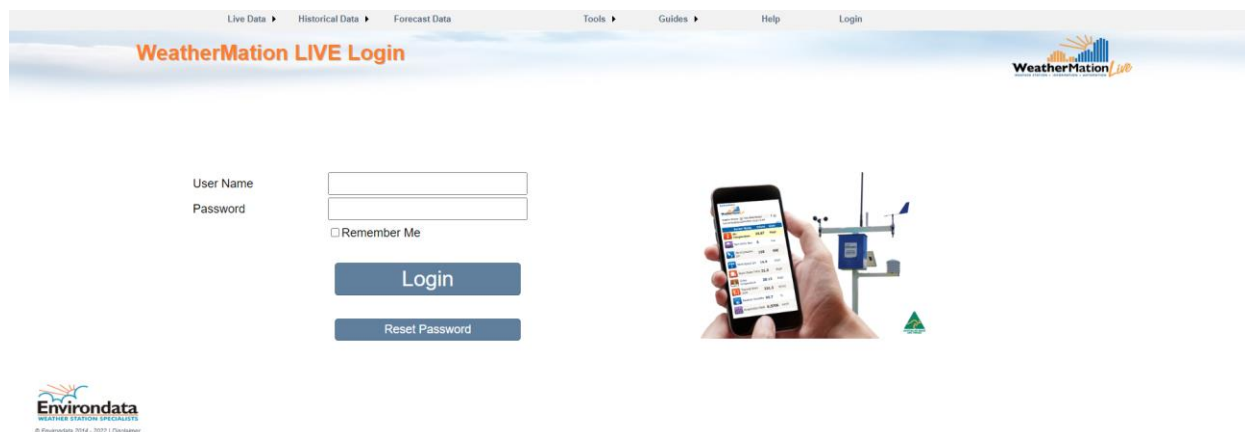 Live Data Historical Data Forecast Data Tools Guides Help Login
WeatherMation LIVE Login
WeatherMation Live
User Name
Password
Remember Me
Login
Reset Password
Environdata
WEATHER STATION SPECIALISTS
© Environdata 2014 - 2022 | Disclaimer